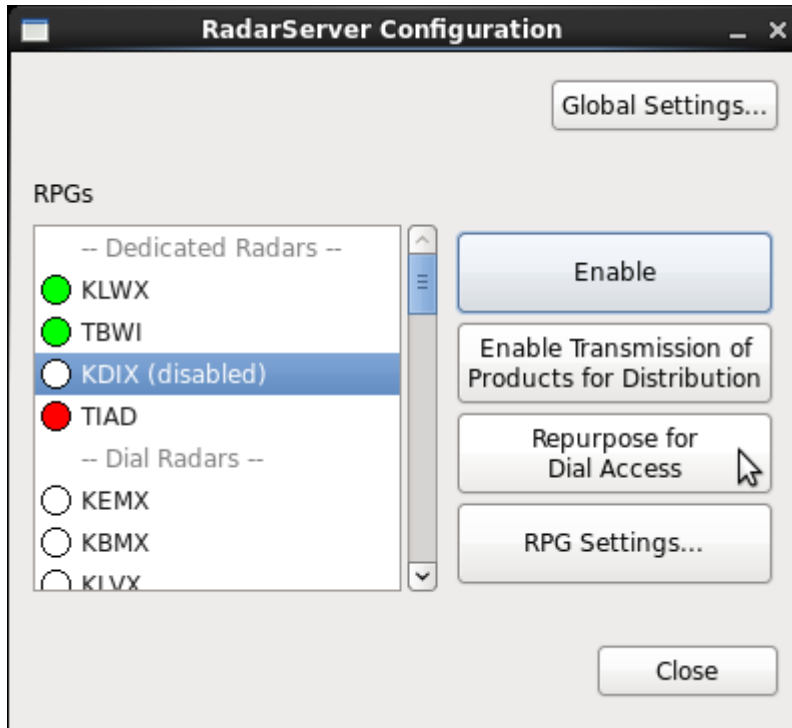 RadarServer Configuration
Global Settings...
RPGs
-- Dedicated Radars --
KLWX
TBWI
KDIX (disabled)
TIAD
-- Dial Radars --
KEMX
KBMX
KLVX
Enable
Enable Transmission of
Products for Distribution
Repurpose for
Dial Access
RPG Settings...
Close